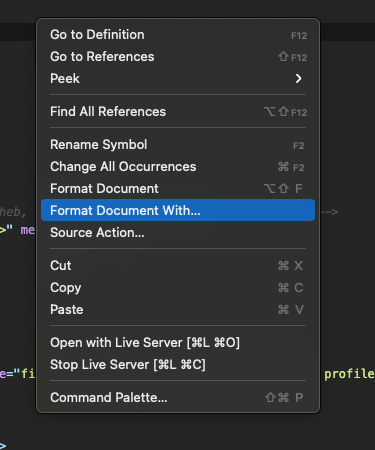 Go to Definition F12
Go to References ⇧F12
Peek >
Find All References ⌥⇧F12
Rename Symbol F2
Change All Occurrences ⌘F2
Format Document ⌥⇧ F
heb, -->
Format Document With...
>" me
Source Action...
Cut ⌘ X
Copy ⌘ C
Paste ⌘ V
Open with Live Server [⌘L ⌘O]
Stop Live Server [⌘L ⌘C]
e="fi profile
Command Palette... ⇧⌘ P
>